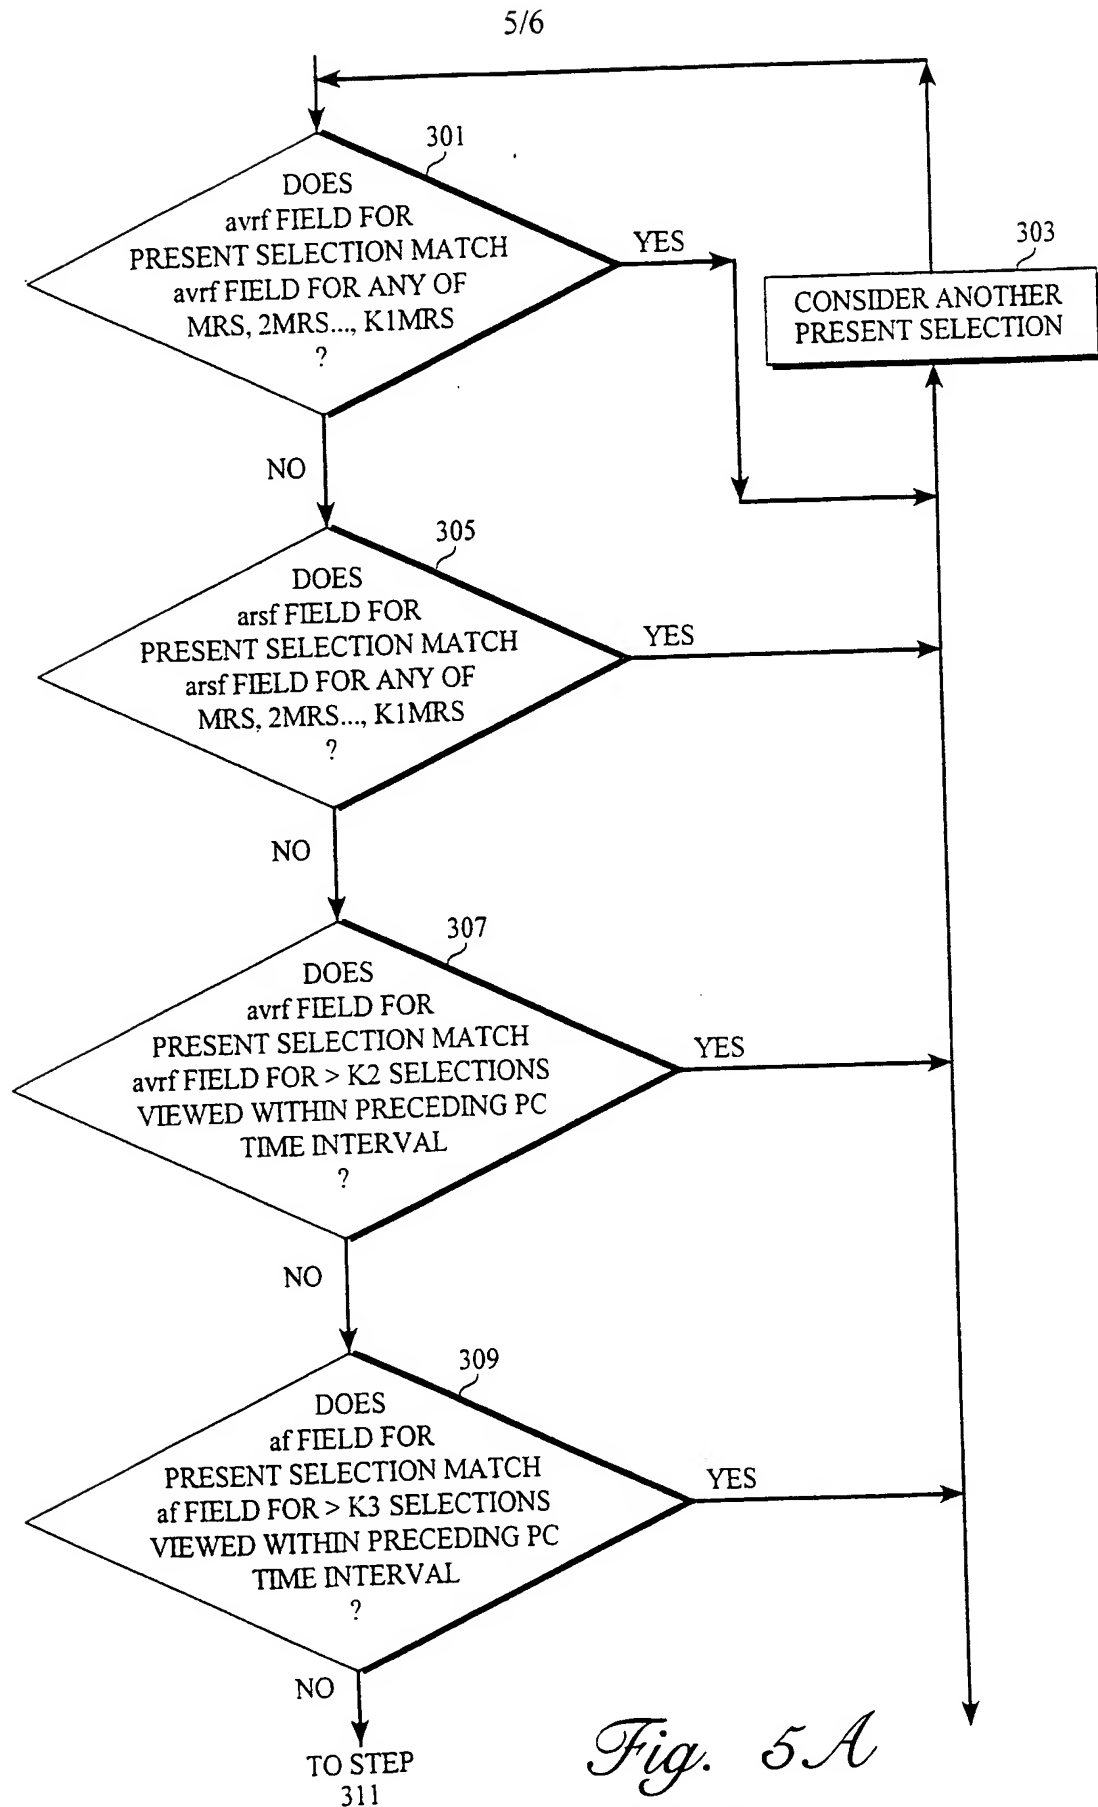 5/6
301
DOES
avrf FIELD FOR
PRESENT SELECTION MATCH
avrf FIELD FOR ANY OF
MRS, 2MRS..., K1MRS
?
YES
303
CONSIDER ANOTHER
PRESENT SELECTION
NO
305
DOES
arsf FIELD FOR
PRESENT SELECTION MATCH
arsf FIELD FOR ANY OF
MRS, 2MRS..., K1MRS
?
YES
NO
307
DOES
avrf FIELD FOR
PRESENT SELECTION MATCH
avrf FIELD FOR > K2 SELECTIONS
VIEWED WITHIN PRECEDING PC
TIME INTERVAL
?
YES
NO
309
DOES
af FIELD FOR
PRESENT SELECTION MATCH
af FIELD FOR > K3 SELECTIONS
VIEWED WITHIN PRECEDING PC
TIME INTERVAL
?
YES
NO
TO STEP
311
Fig. 5A